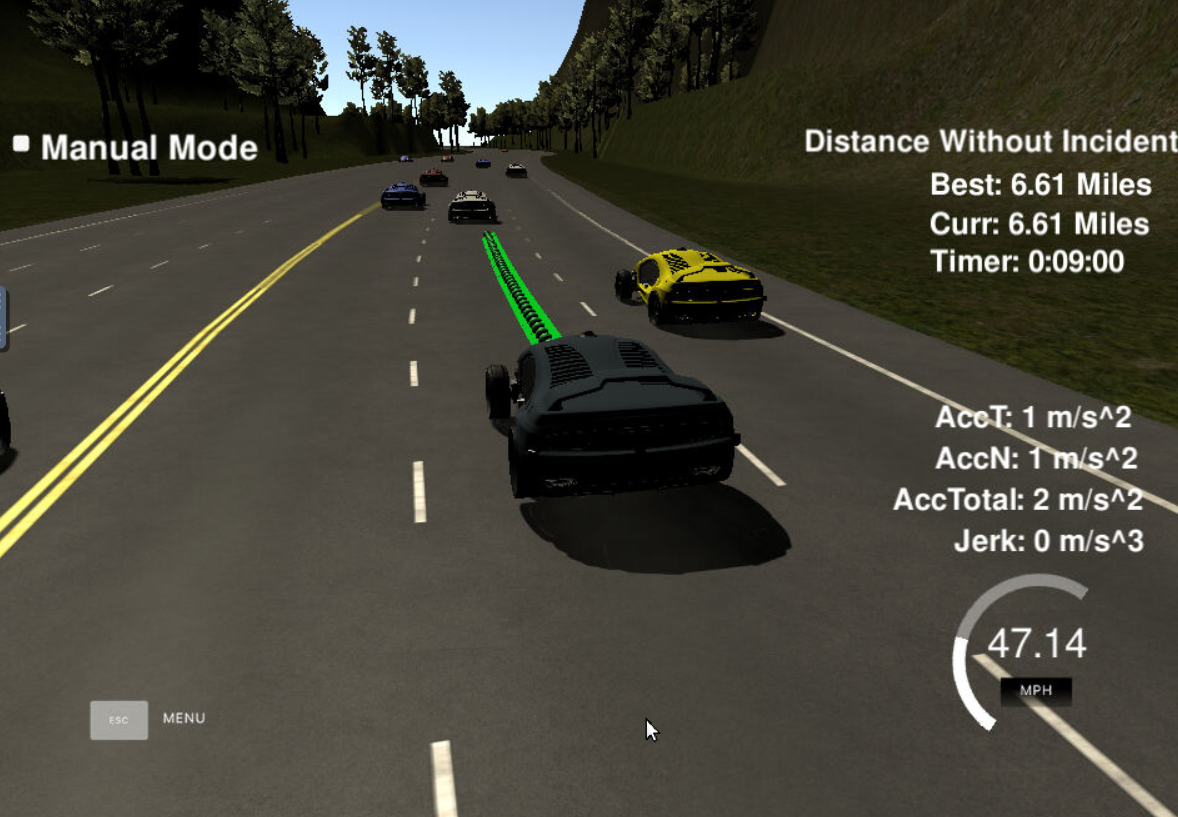 Manual Mode
Distance Without Incident
Best: 6.61 Miles
Curr: 6.61 Miles
Timer: 0:09:00
AccT: 1 m/s^2
AccN: 1 m/s^2
AccTotal: 2 m/s^2
Jerk: 0 m/s^3
47.14
MPH
ESC MENU